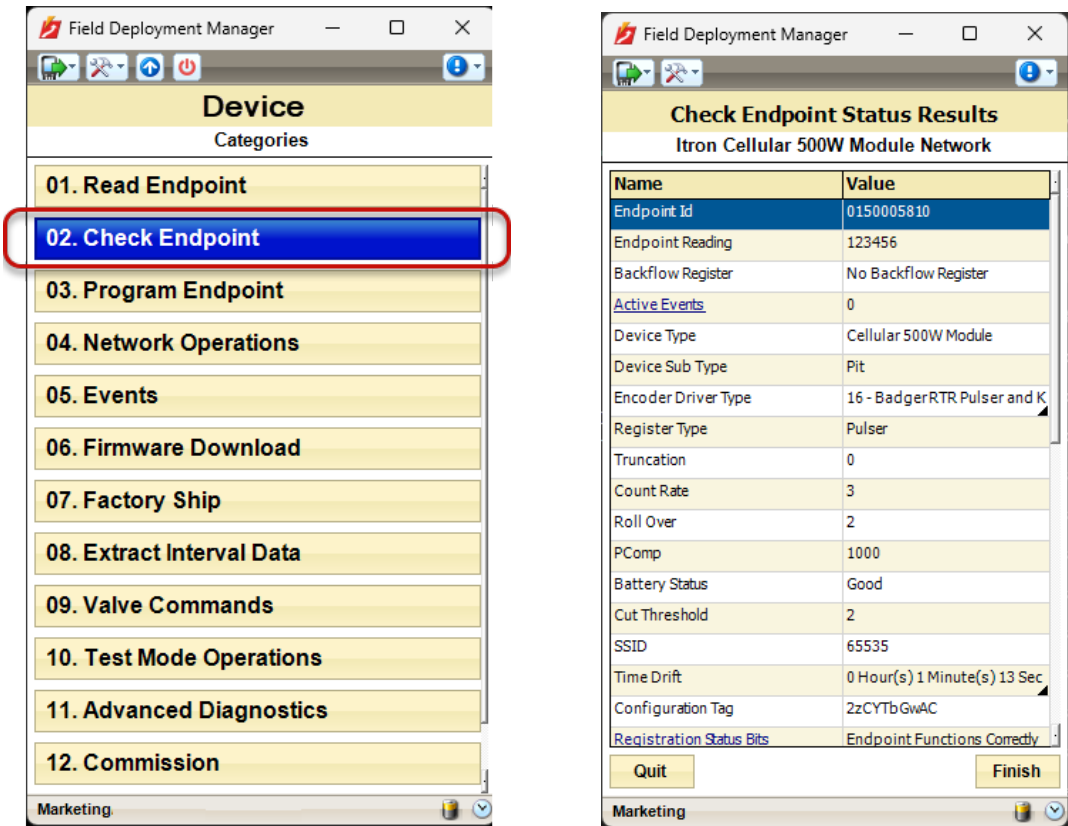 Field Deployment Manager
Device
Categories
01. Read Endpoint
02. Check Endpoint
03. Program Endpoint
04. Network Operations
05. Events
06. Firmware Download
07. Factory Ship
08. Extract Interval Data
09. Valve Commands
10. Test Mode Operations
11. Advanced Diagnostics
12. Commission
Marketing
Field Deployment Manager
Check Endpoint Status Results
Itron Cellular 500W Module Network
Name Value
Endpoint Id 0150005810
Endpoint Reading 123456
Backflow Register No Backflow Register
Active Events 0
Device Type Cellular 500W Module
Device Sub Type Pit
Encoder Driver Type 16 - BadgerRTR Pulser and K
Register Type Pulser
Truncation 0
Count Rate 3
Roll Over 2
PComp 1000
Battery Status Good
Cut Threshold 2
SSID 65535
Time Drift 0 Hour(s) 1 Minute(s) 13 Sec
Configuration Tag 2zCYTbGwAC
Registration Status Bits Endpoint Functions Correctly
Quit Finish
Marketing